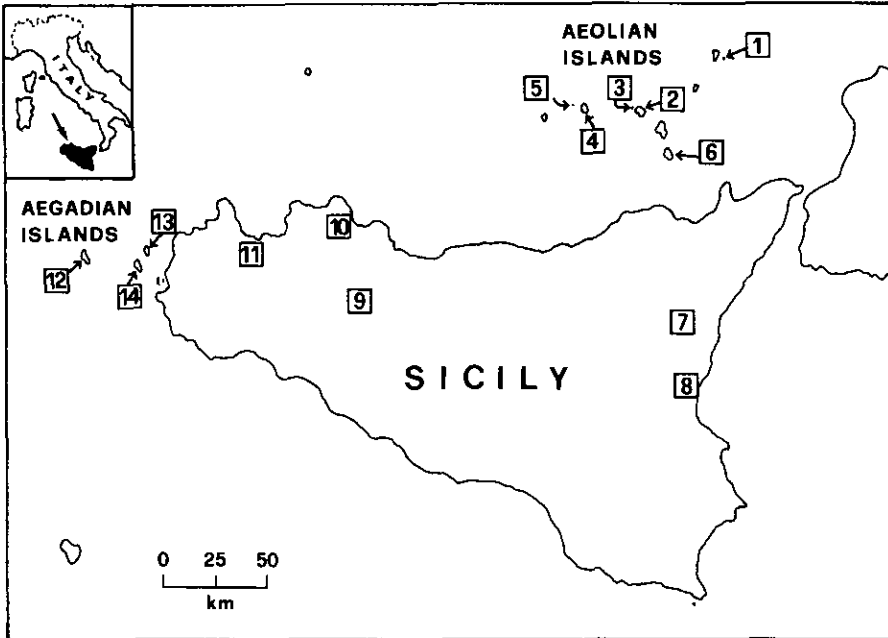 ITALY
AEOLIAN
ISLANDS
1
5
3
2
4
6
AEGADIAN
ISLANDS
13
12
14
11
10
9
7
8
SICILY
0 25 50
km